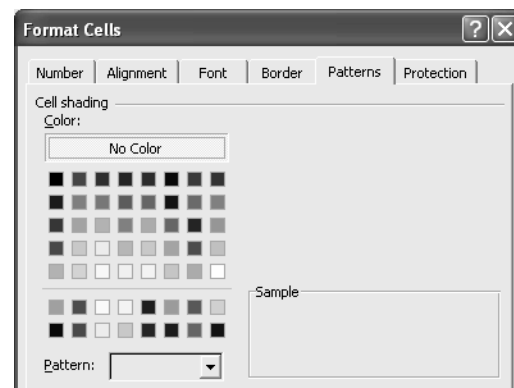 Format Cells
Number Alignment Font Border Patterns Protection
Cell shading
Color:
No Color
Sample
Pattern: